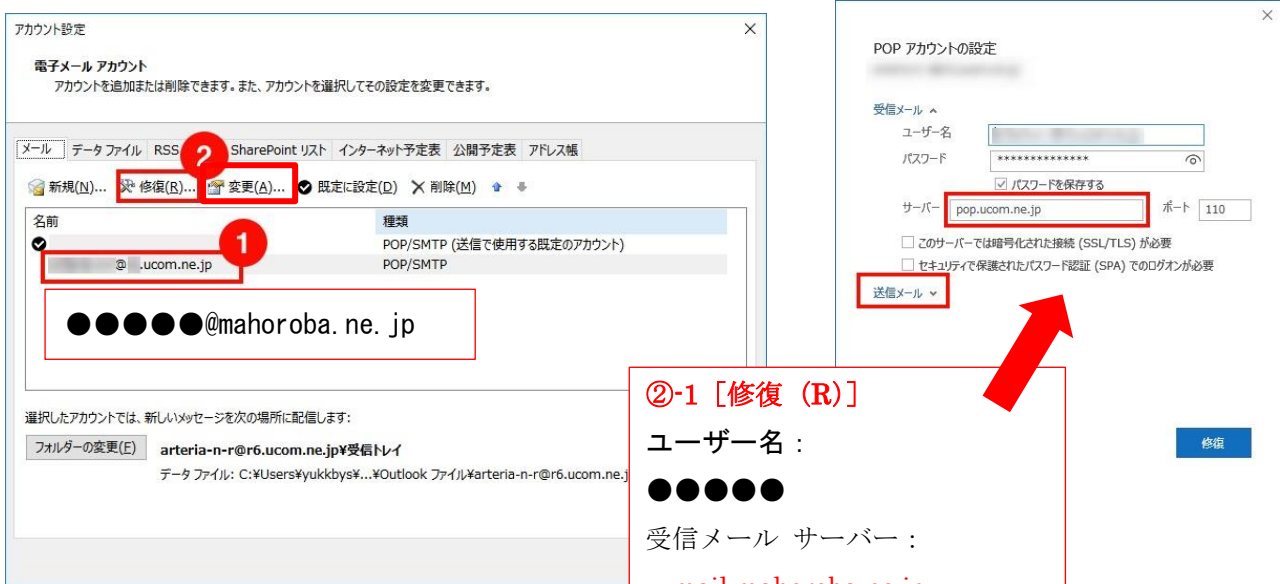 アカウント設定
電子メール アカウント
アカウントを追加または削除できます。また、アカウントを選択してその設定を変更できます。
メール データ ファイル RSS 2 SharePoint リスト インターネット予定表 公開予定表 アドレス帳
新規(N)... 修復(R)... 変更(A)... 既定に設定(D) 削除(M)
名前 種類
POP/SMTP (送信で使用する既定のアカウント)
1
@ .ucom.ne.jp POP/SMTP
●●●●●@mahoroba.ne.jp
選択したアカウントでは、新しいメッセージを次の場所に配信します:
フォルダーの変更(F) arteria-n-r@r6.ucom.ne.jp¥受信トレイ
データ ファイル: C:¥Users¥yukkbys¥...¥Outlook ファイル¥arteria-n-r@r6.ucom.ne.j
POP アカウントの設定
受信メール
ユーザー名
パスワード **************
パスワードを保存する
サーバー pop.ucom.ne.jp ポート 110
このサーバーでは暗号化された接続 (SSL/TLS) が必要
セキュリティで保護されたパスワード認証 (SPA) でのログオンが必要
送信メール
②-1［修復（R）］
ユーザー名：
●●●●●
受信メール サーバー：
mail.mahoroba.ne.jp
修復